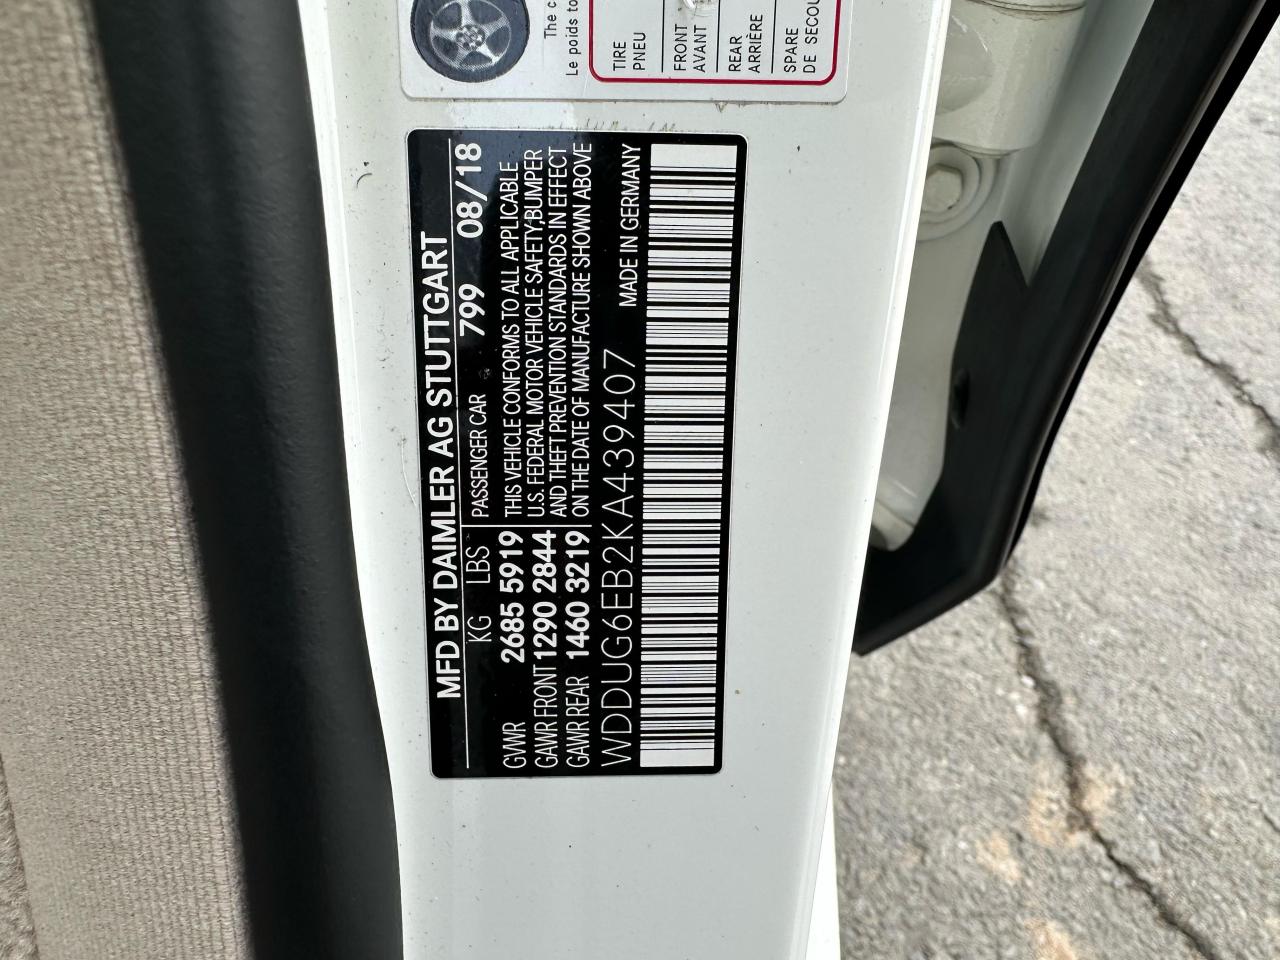 The c
Le poids to
TIRE
PNEU
FRONT
AVANT
REAR
ARRIÈRE
SPARE
DE SECOU
MFD BY DAIMLER AG STUTTGART
KG LBS PASSENGER CAR 799 08/18
GVWR 2685 5919 THIS VEHICLE CONFORMS TO ALL APPLICABLE
GAWR FRONT 1290 2844 U.S. FEDERAL MOTOR VEHICLE SAFETY,BUMPER
AND THEFT PREVENTION STANDARDS IN EFFECT
GAWR REAR 1460 3219 ON THE DATE OF MANUFACTURE SHOWN ABOVE
WDDUG6EB2KA439407 MADE IN GERMANY